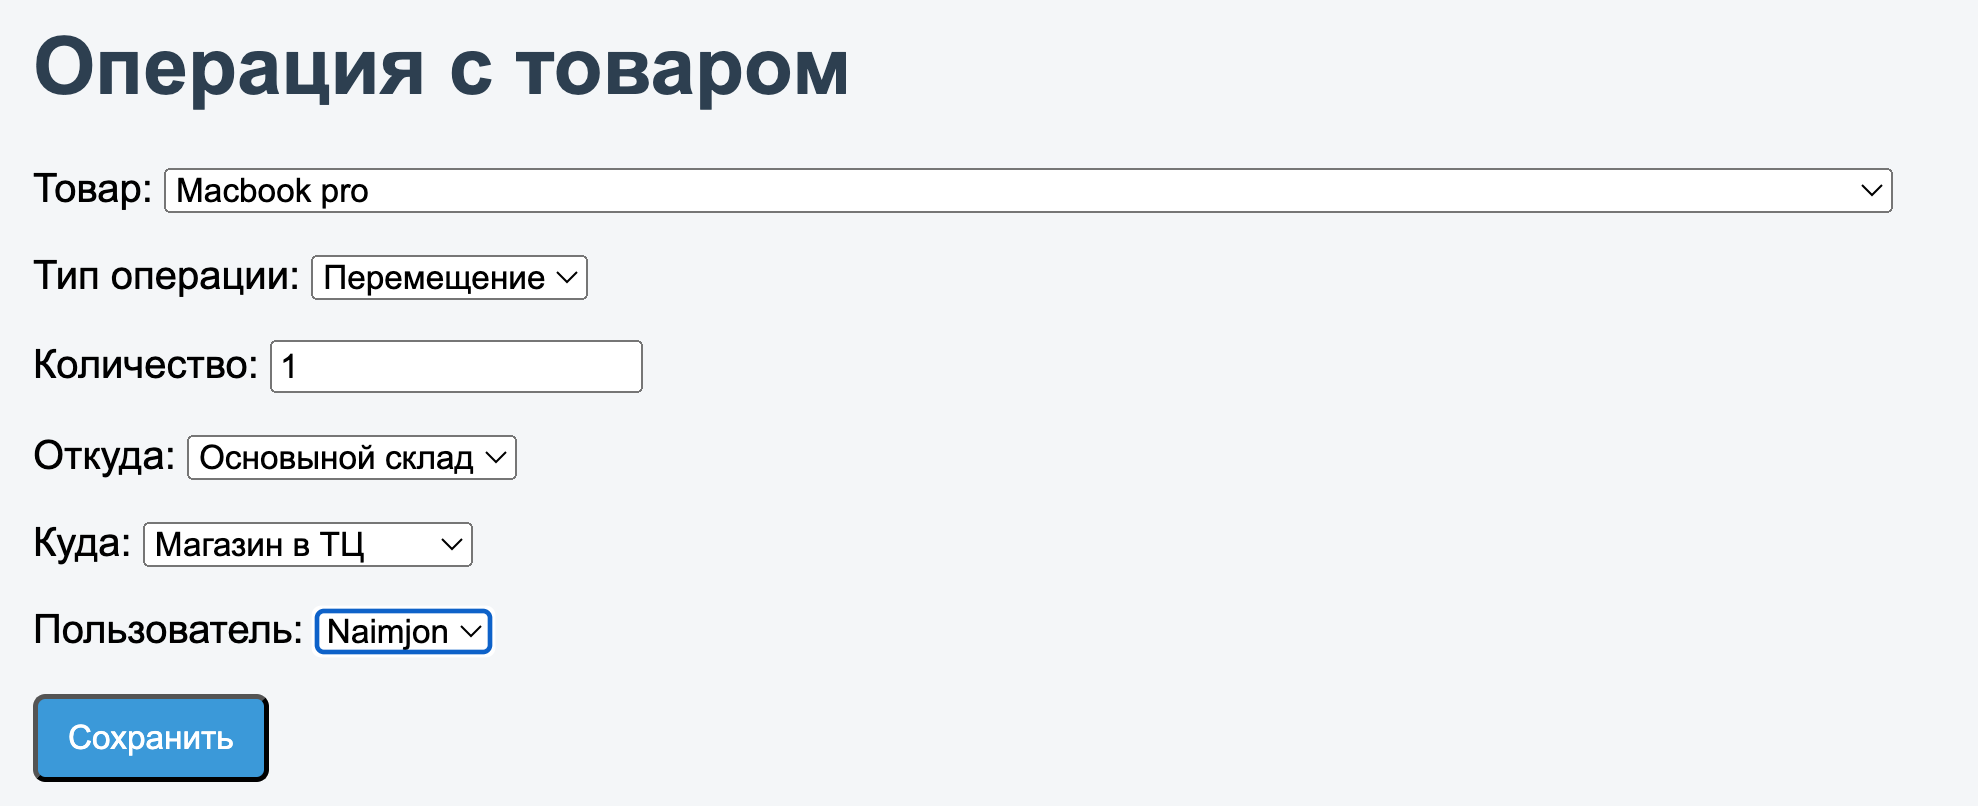 Операция с товаром
Товар: Macbook pro
Тип операции: Перемещение
Количество: 1
Откуда: Основыной склад
Куда: Магазин в ТЦ
Пользователь: Naimjon
Сохранить